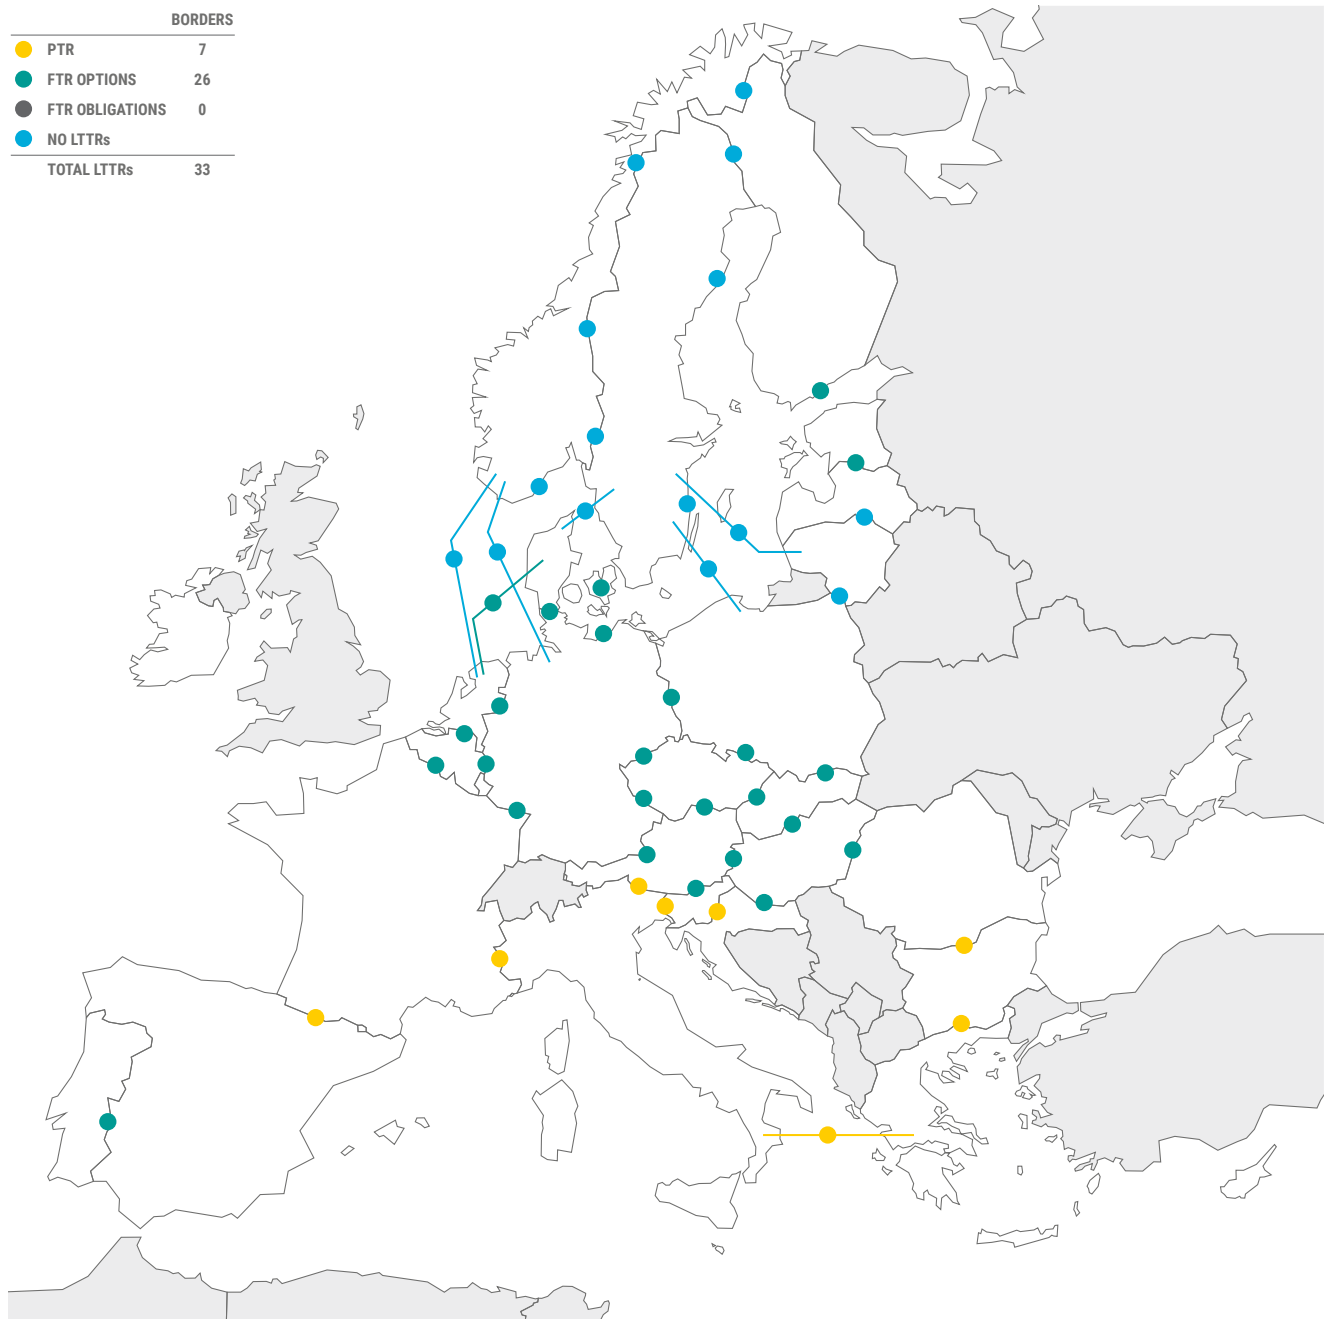 BORDERS
PTR 7
FTR OPTIONS 26
FTR OBLIGATIONS 0
NO LTTRs
TOTAL LTTRs 33